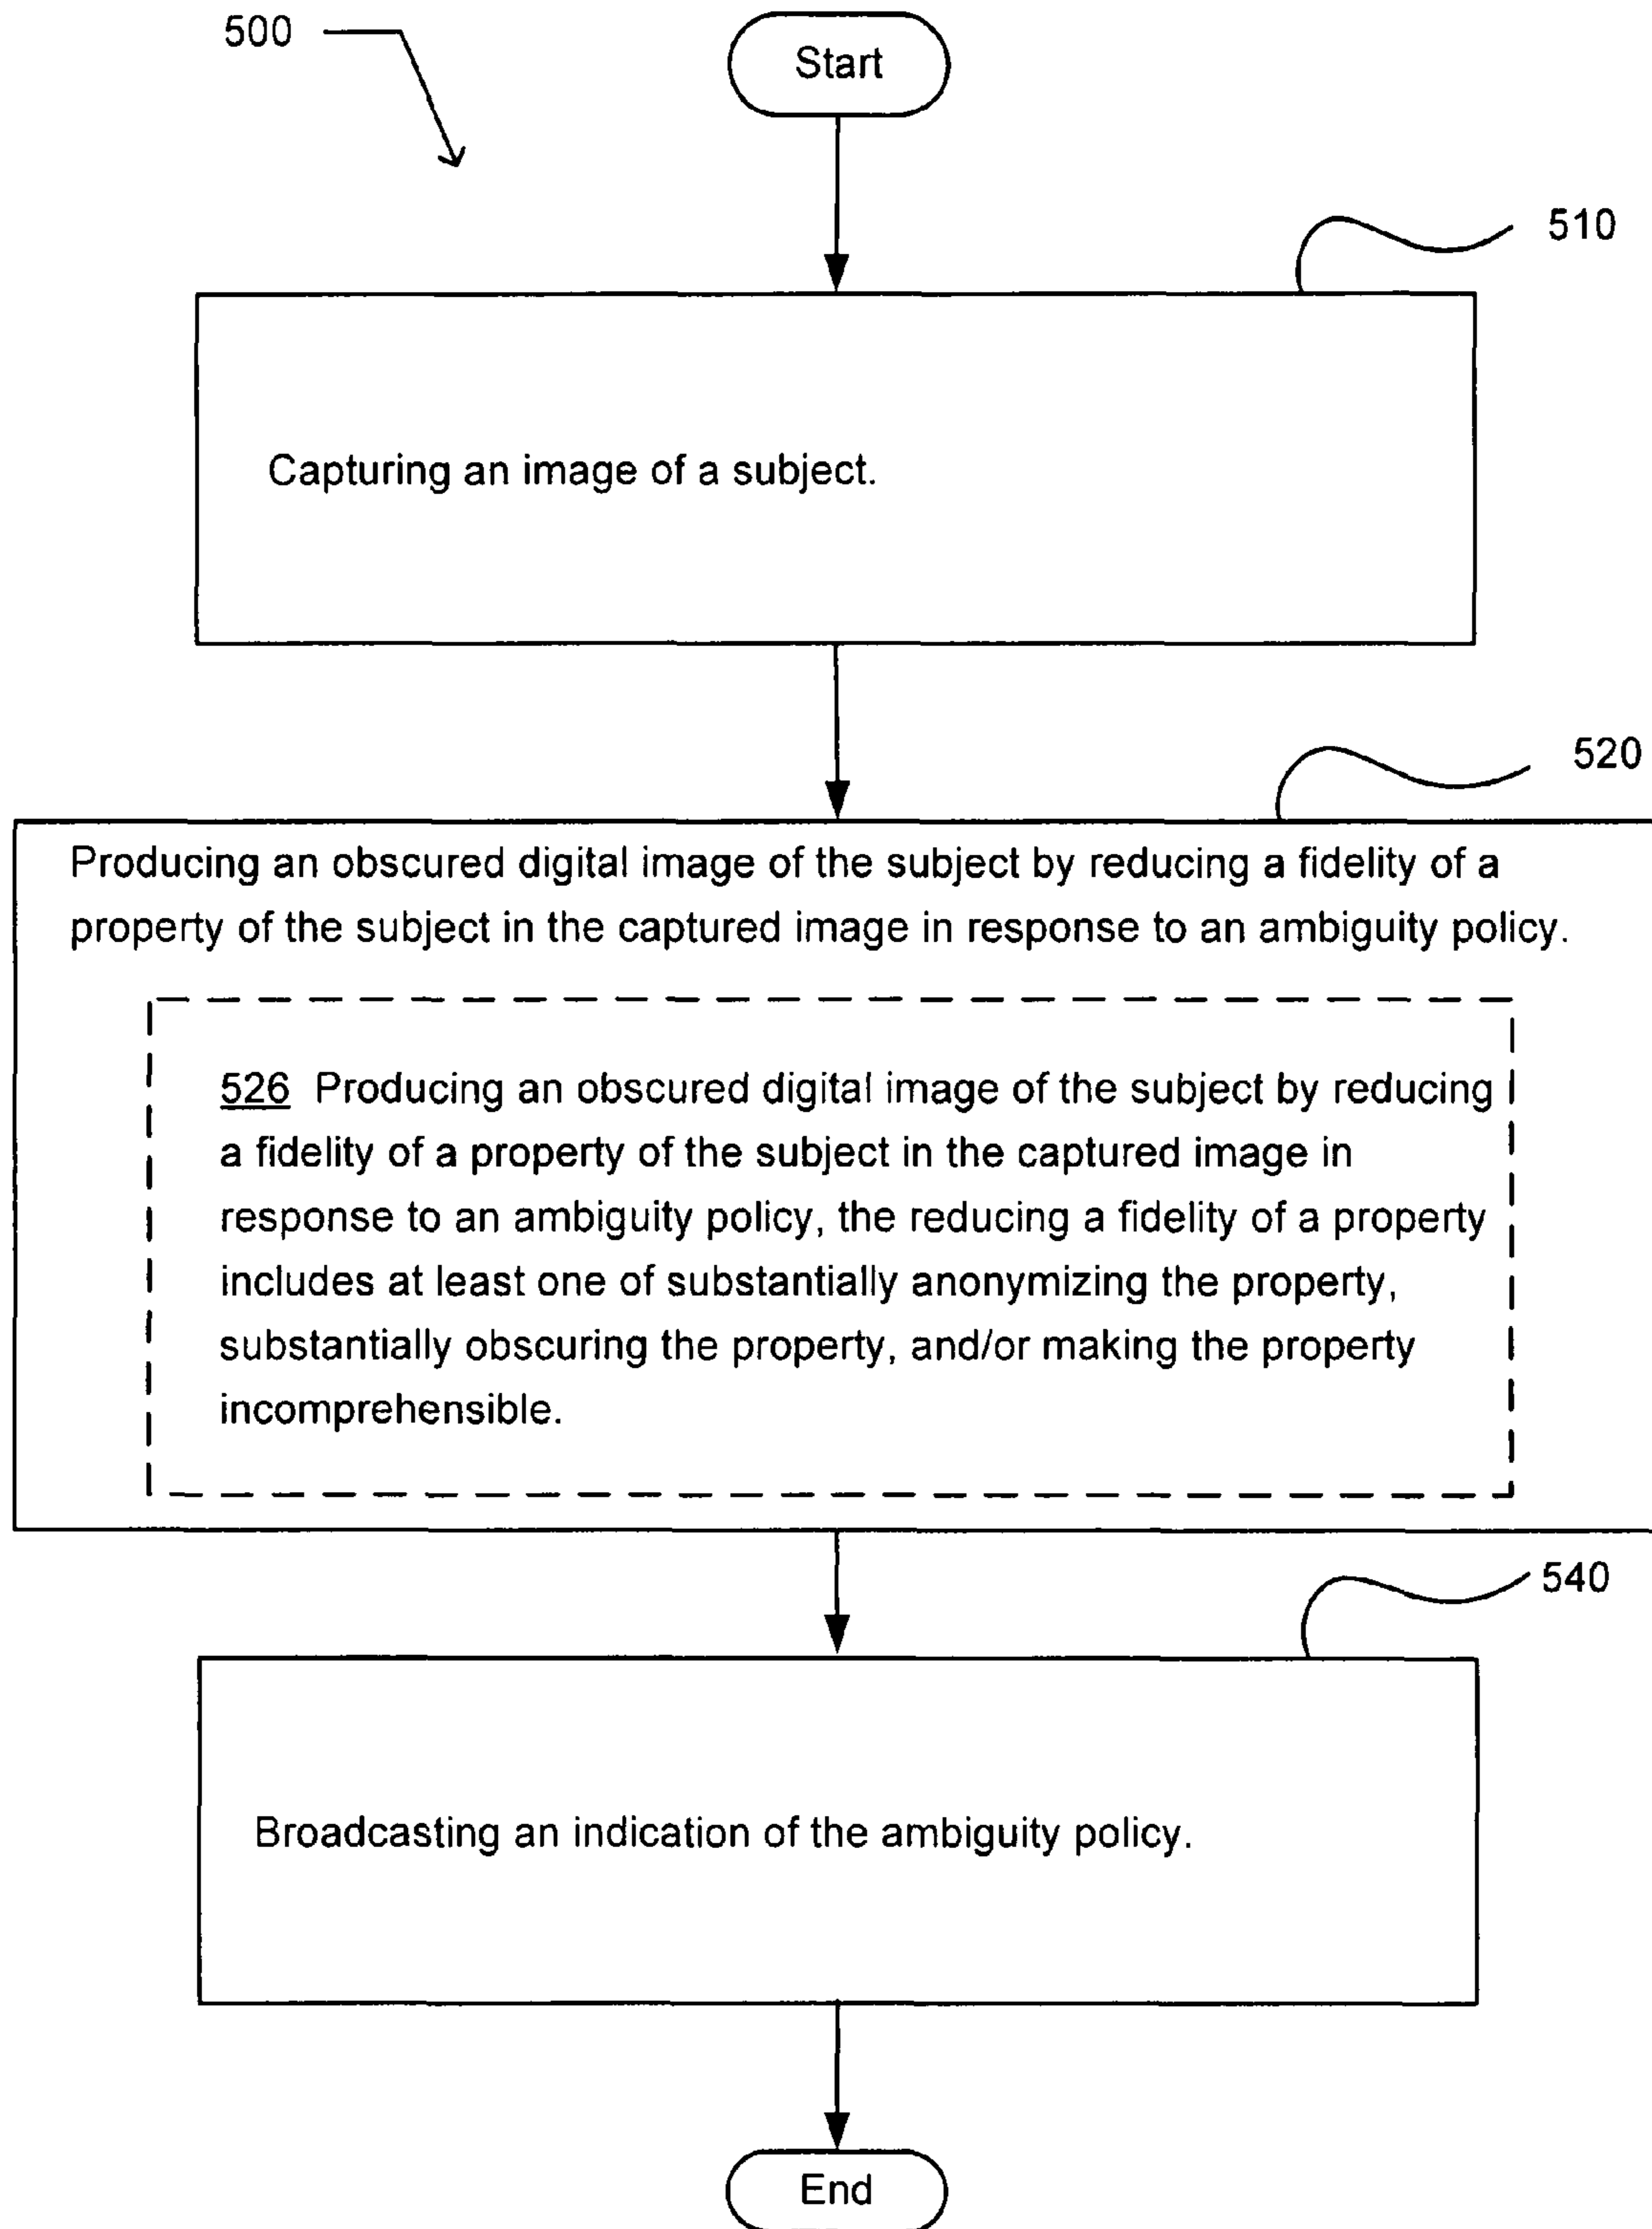 500
Start
510
Capturing an image of a subject.
520
Producing an obscured digital image of the subject by reducing a fidelity of a
property of the subject in the captured image in response to an ambiguity policy.
526 Producing an obscured digital image of the subject by reducing
a fidelity of a property of the subject in the captured image in
response to an ambiguity policy, the reducing a fidelity of a property
includes at least one of substantially anonymizing the property,
substantially obscuring the property, and/or making the property
incomprehensible.
540
Broadcasting an indication of the ambiguity policy.
End